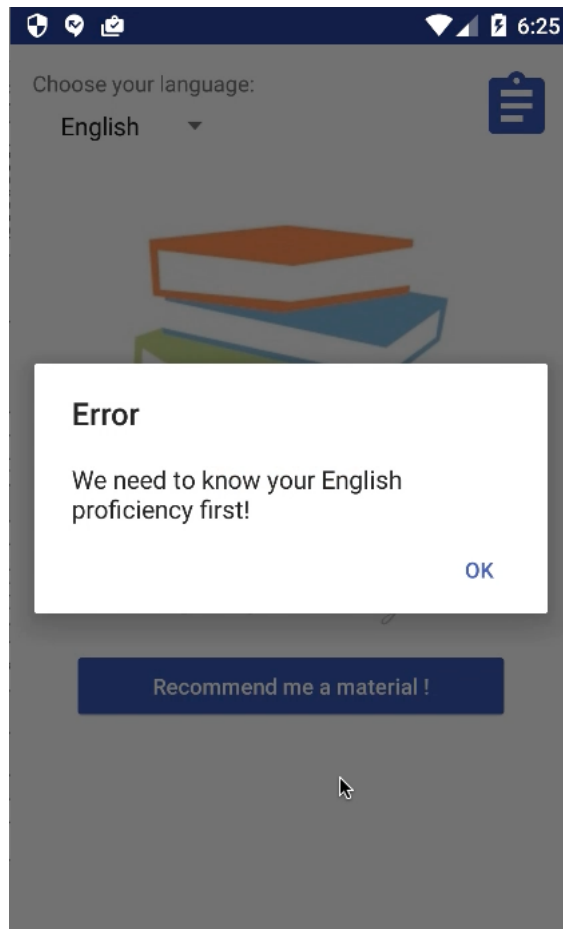 6:25
Choose your language:
English
Error
We need to know your English
proficiency first!
OK
Recommend me a material !